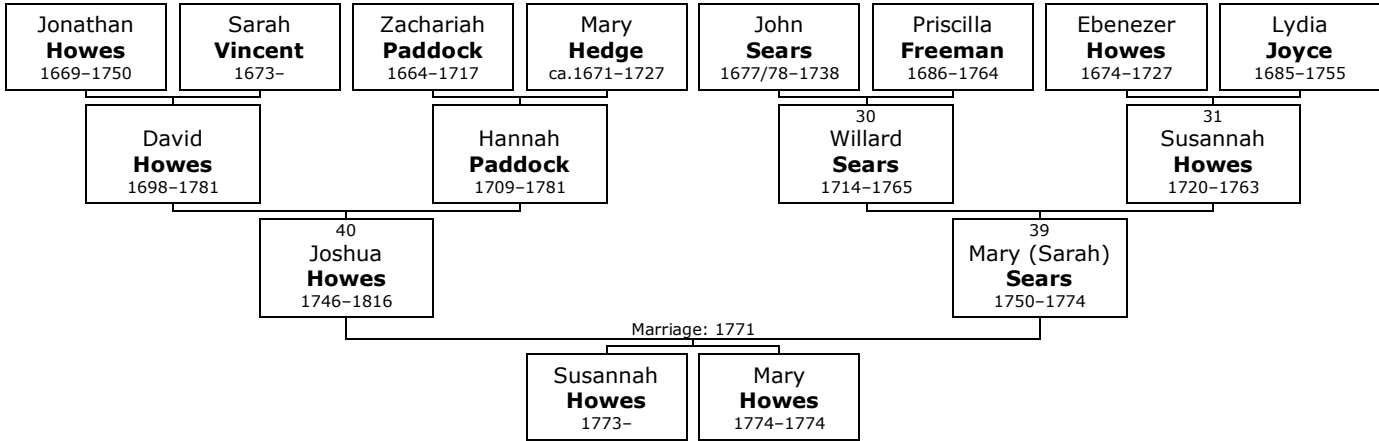 Jonathan
Howes
1669–1750
Sarah
Vincent
1673–
Zachariah
Paddock
1664–1717
Mary
Hedge
ca.1671–1727
John
Sears
1677/78–1738
Priscilla
Freeman
1686–1764
Ebenezer
Howes
1674–1727
Lydia
Joyce
1685–1755
David
Howes
1698–1781
Hannah
Paddock
1709–1781
30
Willard
Sears
1714–1765
31
Susannah
Howes
1720–1763
40
Joshua
Howes
1746–1816
39
Mary (Sarah)
Sears
1750–1774
Marriage: 1771
Susannah
Howes
1773–
Mary
Howes
1774–1774